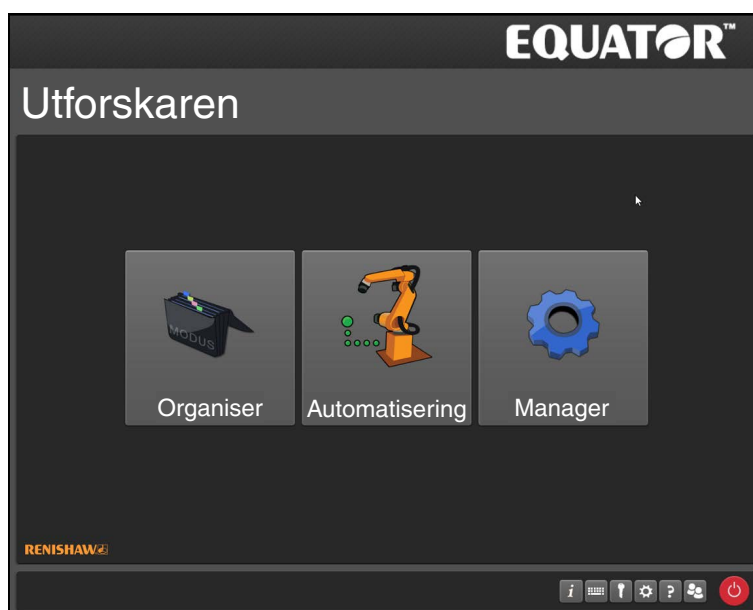 EQUATOR™
Utforskaren
MODUS
Organiser
Automatisering
Manager
RENISHAW
i
?